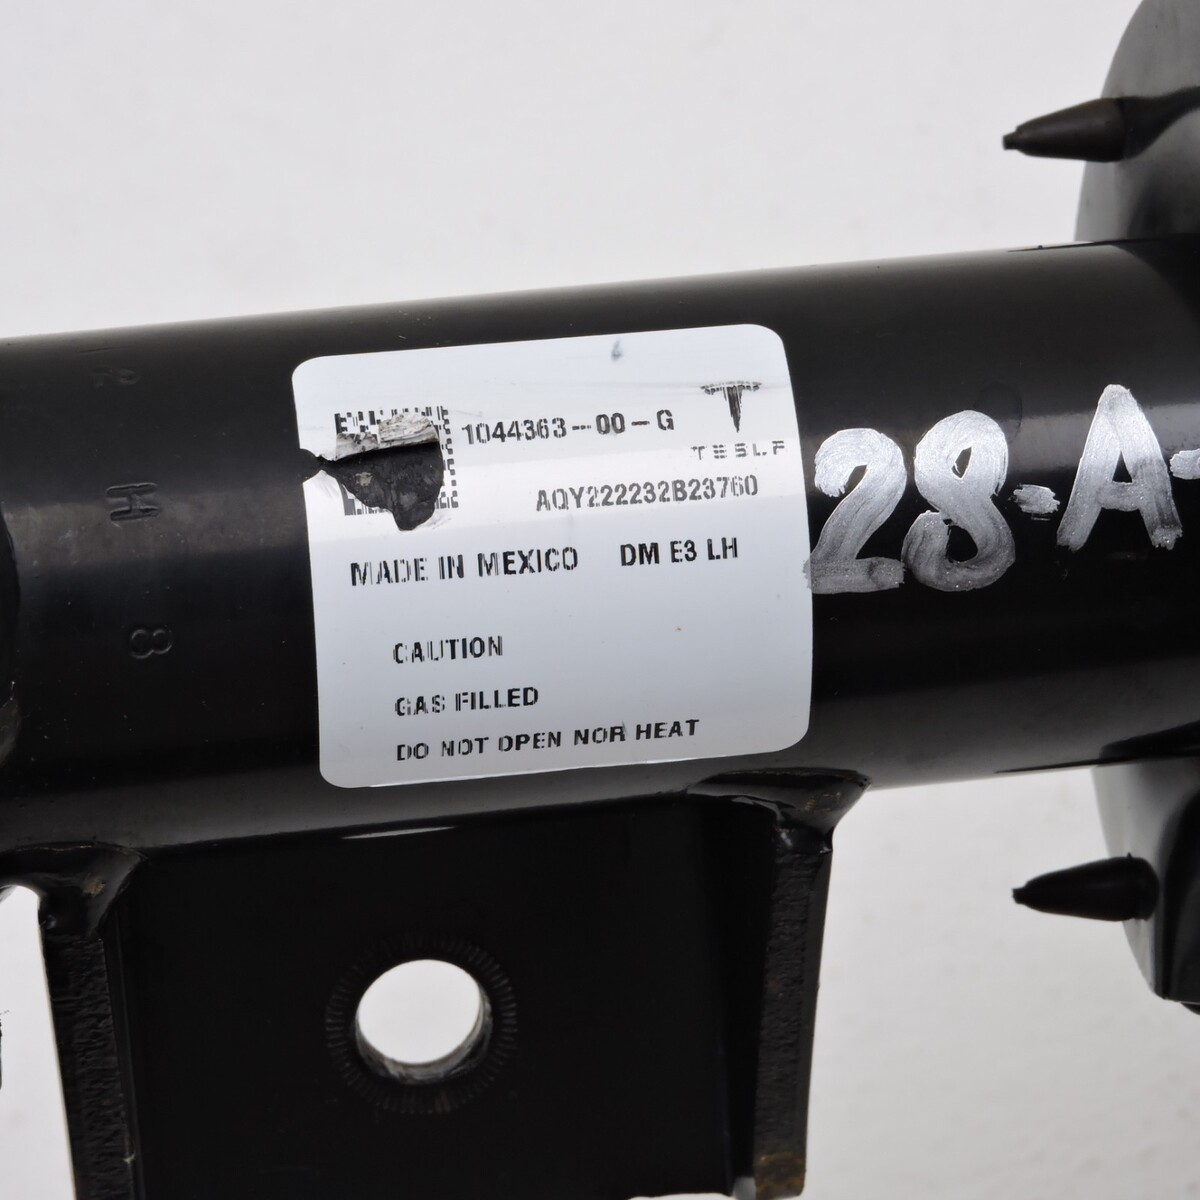 1044363-00-G
TESLA
AQY222232B23760
MADE IN MEXICO DM E3 LH
CAUTION
GAS FILLED
DO NOT OPEN NOR HEAT
28-A-
H
8